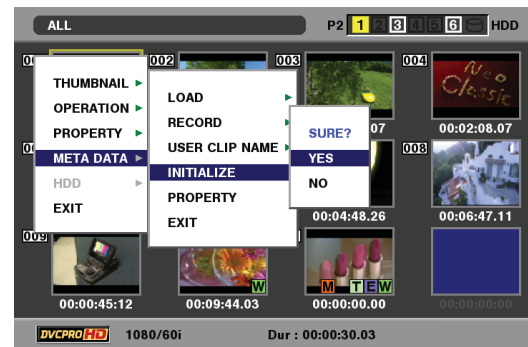 ALL
P2 1 2 3 4 5 6 HDD
002
003
004
Neo
Classic
THUMBNAIL
OPERATION
PROPERTY
META DATA
HDD
EXIT
LOAD
RECORD
USER CLIP NAME
INITIALIZE
PROPERTY
EXIT
SURE?
YES
NO
07
00:02:08.07
008
00:04:48.26
00:06:47.11
009
W
M T E W
00:00:45:12
00:09:44.03
00:00:00.00
00:00:00:00
DVCPRO HD
1080/60i
Dur : 00:00:30.03